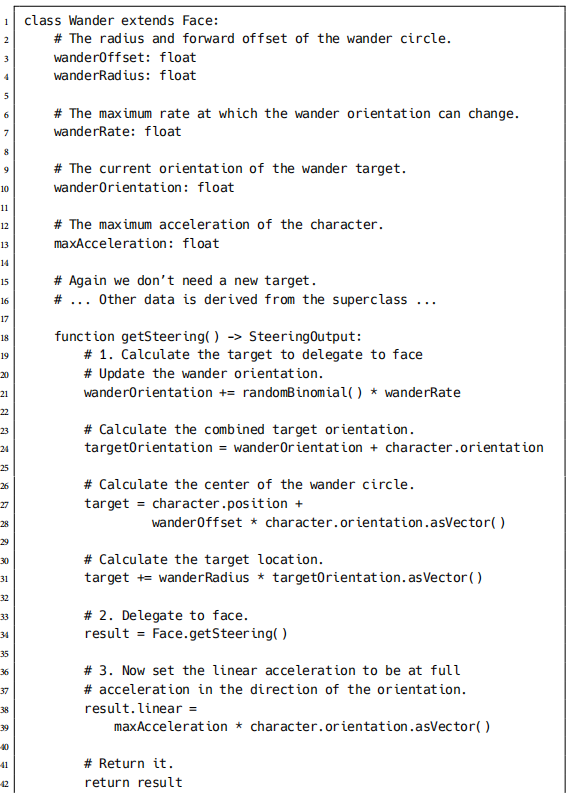 1 class Wander extends Face:
2     # The radius and forward offset of the wander circle.
3     wanderOffset: float
4     wanderRadius: float
5
6     # The maximum rate at which the wander orientation can change.
7     wanderRate: float
8
9     # The current orientation of the wander target.
10     wanderOrientation: float
11
12     # The maximum acceleration of the character.
13     maxAcceleration: float
14
15     # Again we don’t need a new target.
16     # ... Other data is derived from the superclass ...
17
18     function getSteering() -> SteeringOutput:
19         # 1. Calculate the target to delegate to face
20         # Update the wander orientation.
21         wanderOrientation += randomBinomial() * wanderRate
22
23         # Calculate the combined target orientation.
24         targetOrientation = wanderOrientation + character.orientation
25
26         # Calculate the center of the wander circle.
27         target = character.position +
28                  wanderOffset * character.orientation.asVector()
29
30         # Calculate the target location.
31         target += wanderRadius * targetOrientation.asVector()
32
33         # 2. Delegate to face.
34         result = Face.getSteering()
35
36         # 3. Now set the linear acceleration to be at full
37         # acceleration in the direction of the orientation.
38         result.linear =
39             maxAcceleration * character.orientation.asVector()
40
41         # Return it.
42         return result